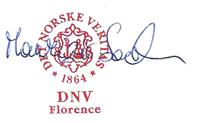 DET NORSKE VERITAS
* 1864 *
DNV
Florence